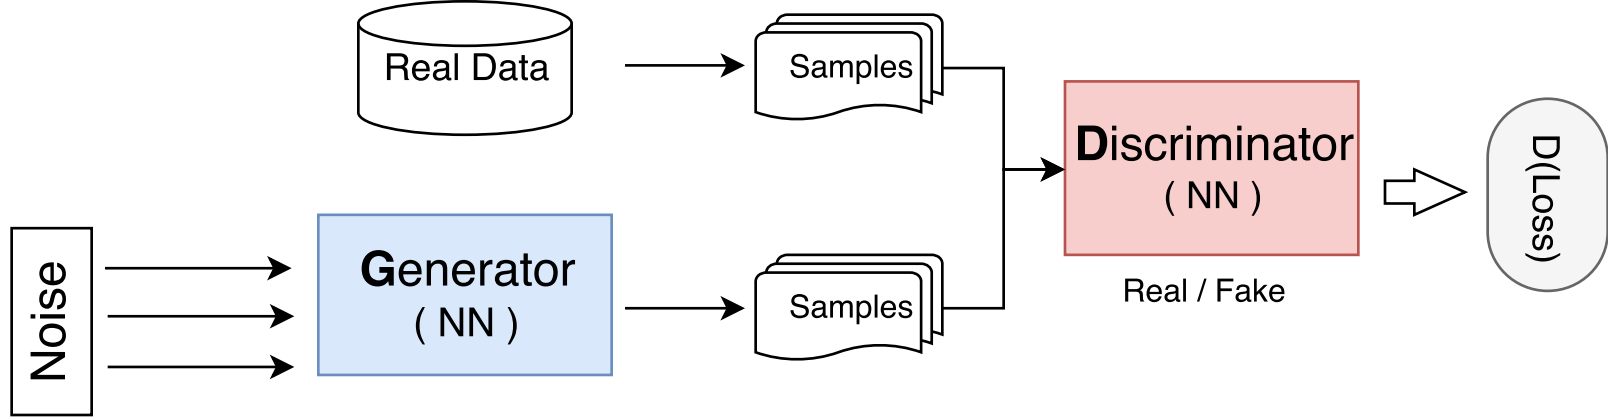 Real Data
Samples
Discriminator
( NN )
Real / Fake
D(Loss)
Noise
Generator
( NN )
Samples